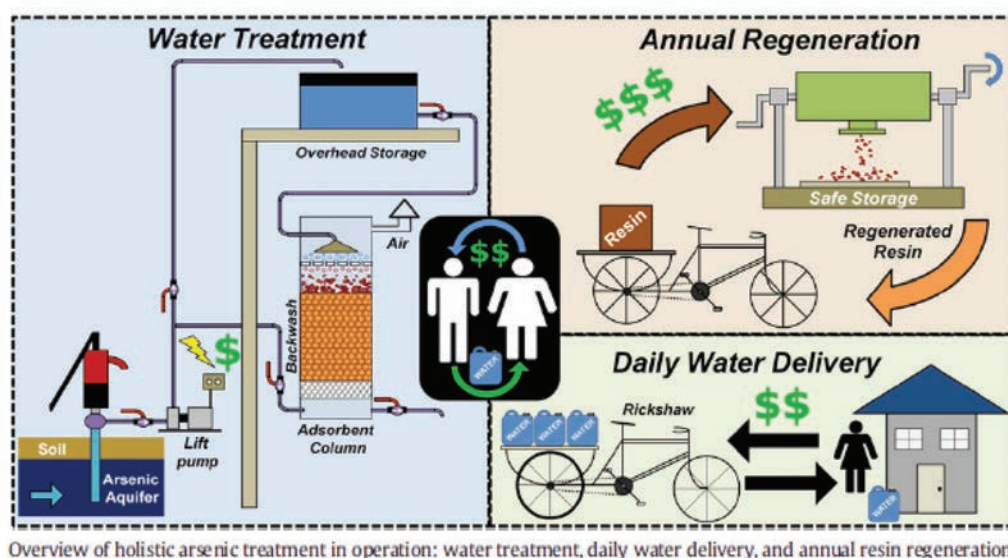 Water Treatment
Overhead Storage
Air
Backwash
Adsorbent
Column
$
Lift
pump
Soil
Arsenic
Aquifer
$$
WATER
Annual Regeneration
$$$
Safe Storage
Resin
Regenerated
Resin
Daily Water Delivery
$$
Rickshaw
WATER
WATER
WATER
WATER
Overview of holistic arsenic treatment in operation: water treatment, daily water delivery, and annual resin regeneration